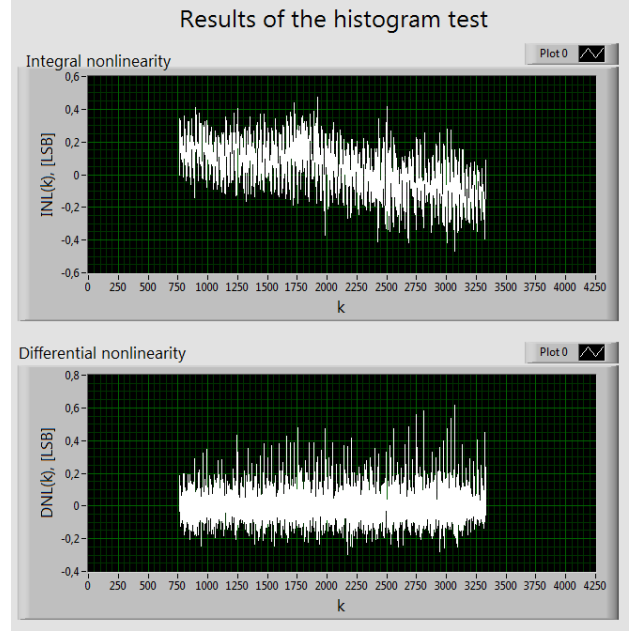 Results of the histogram test
Integral nonlinearity
Plot 0
0,6
0,4
0,2
0
-0,2
-0,4
-0,6
INL(k), [LSB]
0 250 500 750 1000 1250 1500 1750 2000 2250 2500 2750 3000 3250 3500 3750 4000 4250
k
Differential nonlinearity
Plot 0
0,8
0,6
0,4
0,2
0
-0,2
-0,4
DNL(k), [LSB]
0 250 500 750 1000 1250 1500 1750 2000 2250 2500 2750 3000 3250 3500 3750 4000 4250
k